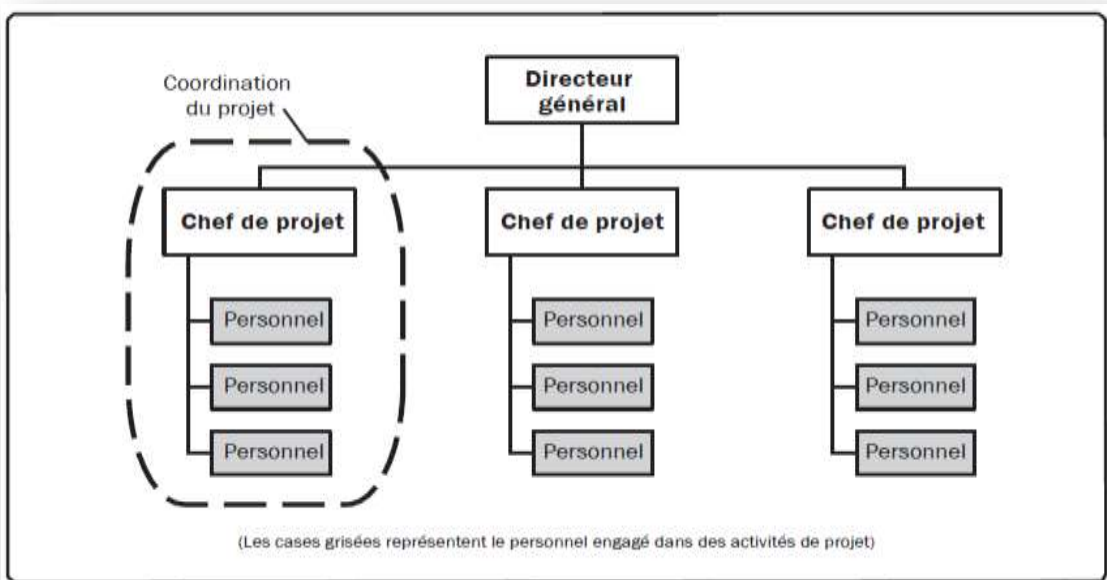 Coordination
du projet
Directeur
général
Chef de projet
Chef de projet
Chef de projet
Personnel
Personnel
Personnel
Personnel
Personnel
Personnel
Personnel
Personnel
Personnel
(Les cases grisées représentent le personnel engagé dans des activités de projet)